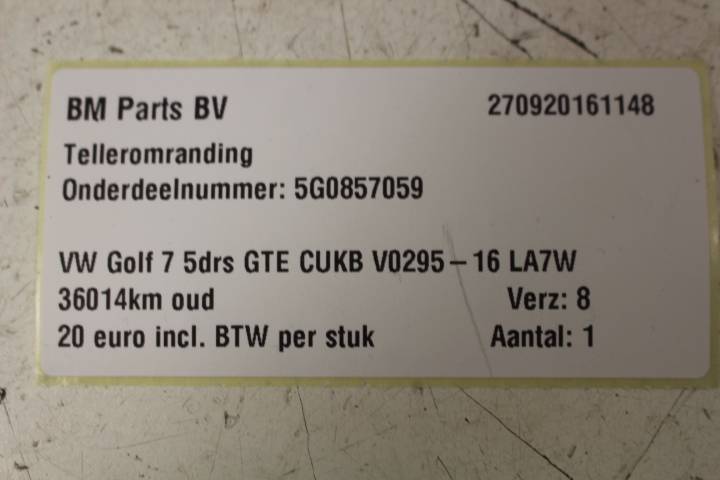 BM Parts BV 270920161148
Telleromranding
Onderdeelnummer: 5G0857059
VW Golf 7 5drs GTE CUKB V0295-16 LA7W
36014km oud Verz: 8
20 euro incl. BTW per stuk Aantal: 1